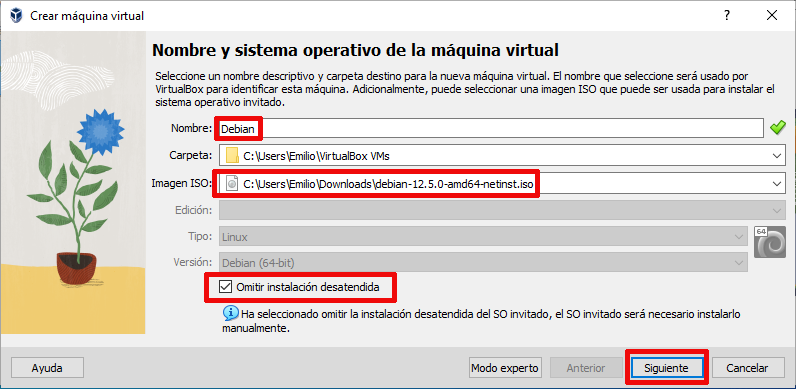 Crear máquina virtual
Nombre y sistema operativo de la máquina virtual
Seleccione un nombre descriptivo y carpeta destino para la nueva máquina virtual. El nombre que seleccione será usado por
VirtualBox para identificar esta máquina. Adicionalmente, puede seleccionar una imagen ISO que puede ser usada para instalar el
sistema operativo invitado.
Nombre: Debian
Carpeta: C:\Users\Emilio\VirtualBox VMs
Imagen ISO: C:\Users\Emilio\Downloads\debian-12.5.0-amd64-netinst.iso
Edición:
Tipo: Linux
64
Versión: Debian (64-bit)
Omitir instalación desatendida
Ha seleccionado omitir la instalación desatendida del SO invitado, el SO invitado será necesario instalarlo
manualmente.
Ayuda Modo experto Anterior Siguiente Cancelar